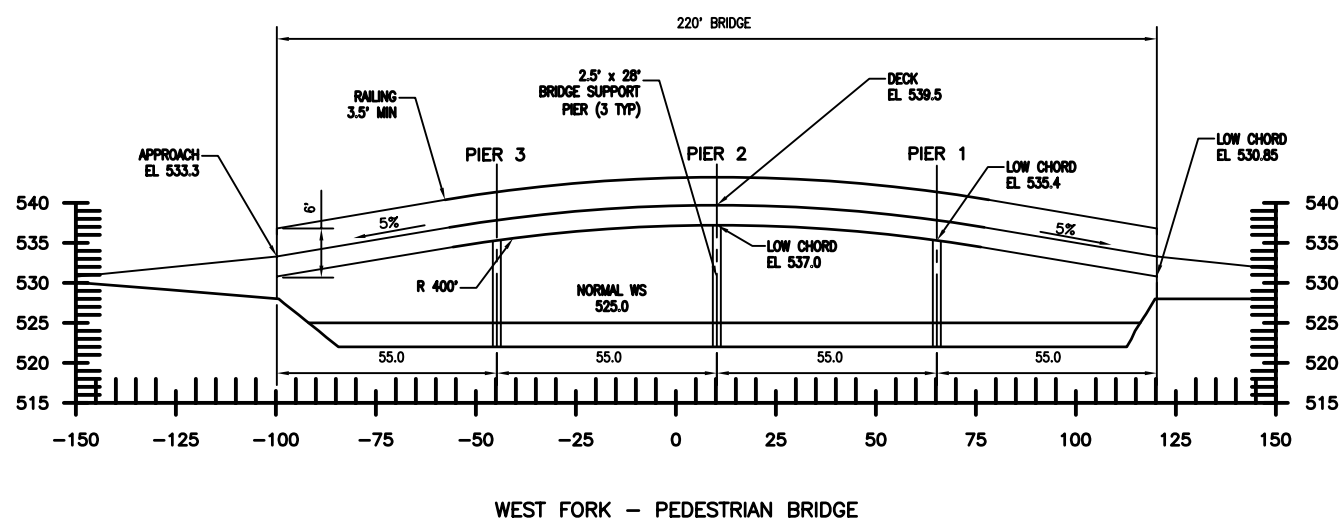 220' BRIDGE
2.5' x 28'
BRIDGE SUPPORT
PIER (3 TYP)
DECK
EL 539.5
RAILING
3.5' MIN
LOW CHORD
EL 530.85
APPROACH
EL 533.3
PIER 3
PIER 2
PIER 1
LOW CHORD
EL 535.4
6'
5%
5%
LOW CHORD
EL 537.0
R 400'
NORMAL WS
525.0
540
535
530
525
520
515
540
535
530
525
520
515
55.0
55.0
55.0
55.0
-150
-125
-100
-75
-50
-25
0
25
50
75
100
125
150
WEST FORK - PEDESTRIAN BRIDGE